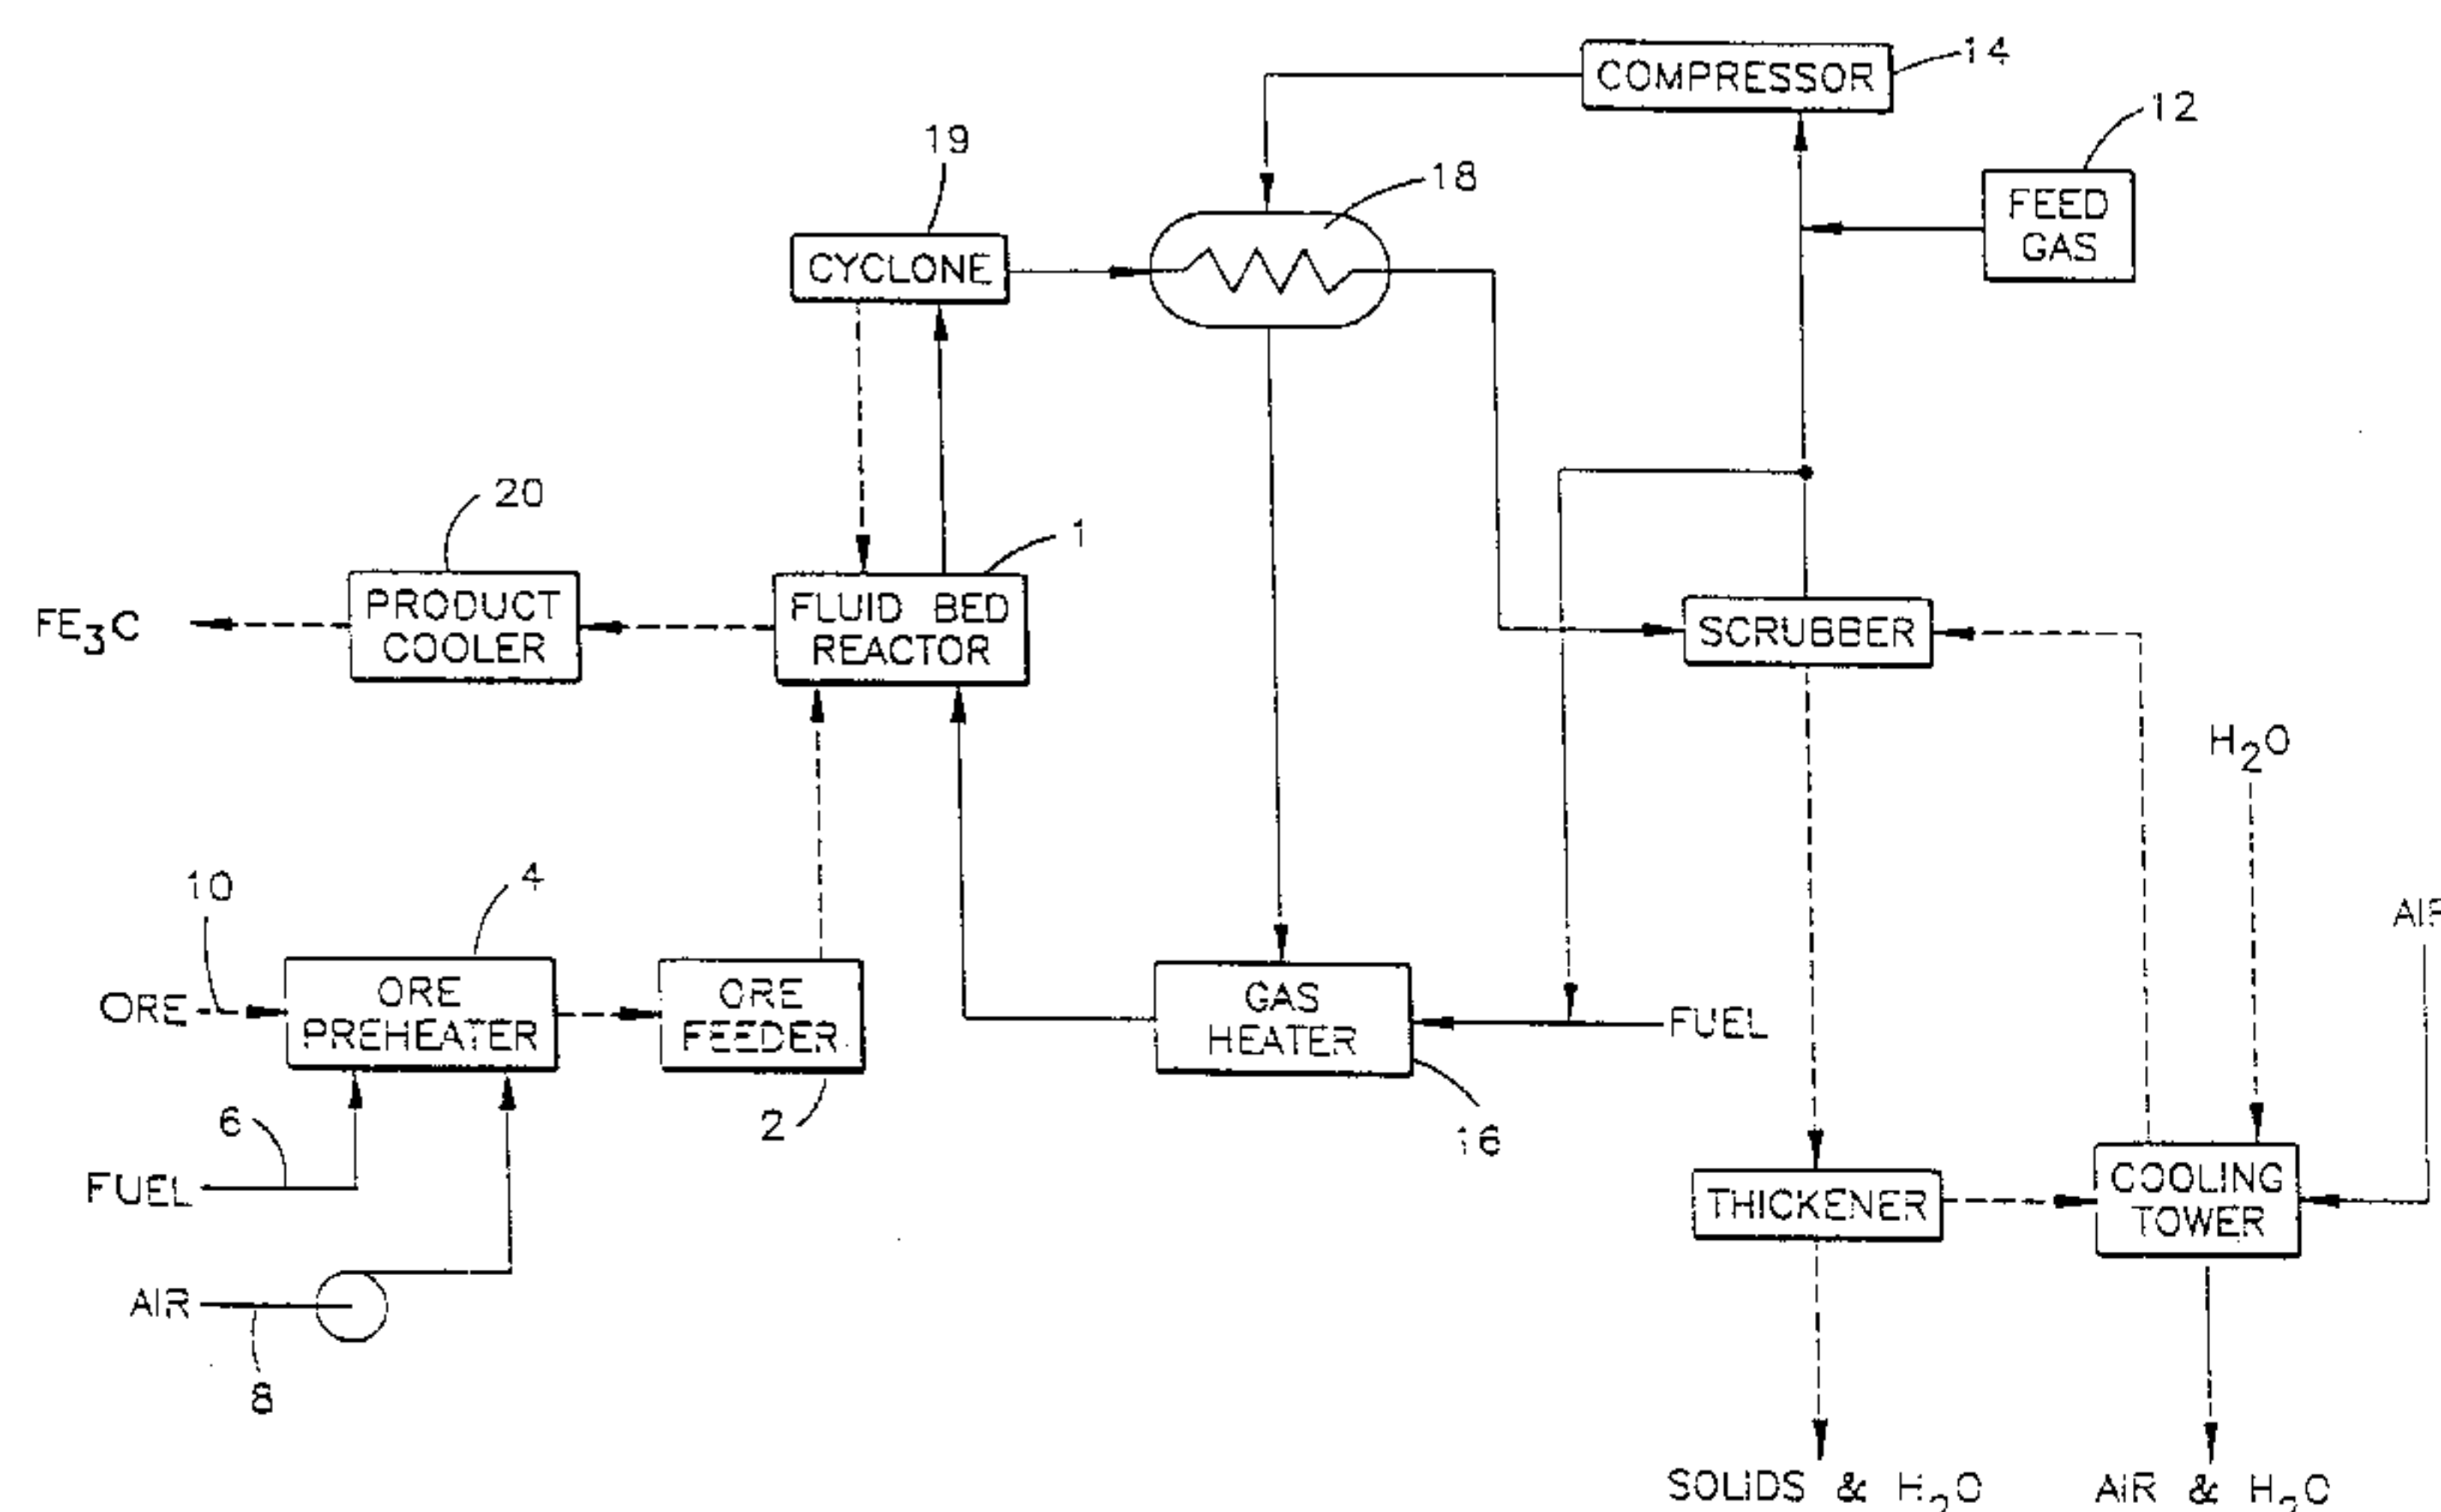 14
COMPRESSOR
12
19
18
FEED
GAS
CYCLONE
20
1
PRODUCT
COOLER
FE3C
FLUID BED
REACTOR
SCRUBBER
H2O
4
10
AIR
ORE
ORE
PREHEATER
ORE
FEEDER
GAS
HEATER
FUEL
6
2
16
FUEL
THICKENER
COOLING
TOWER
AIR
8
SOLIDS & H2O
AIR & H2O